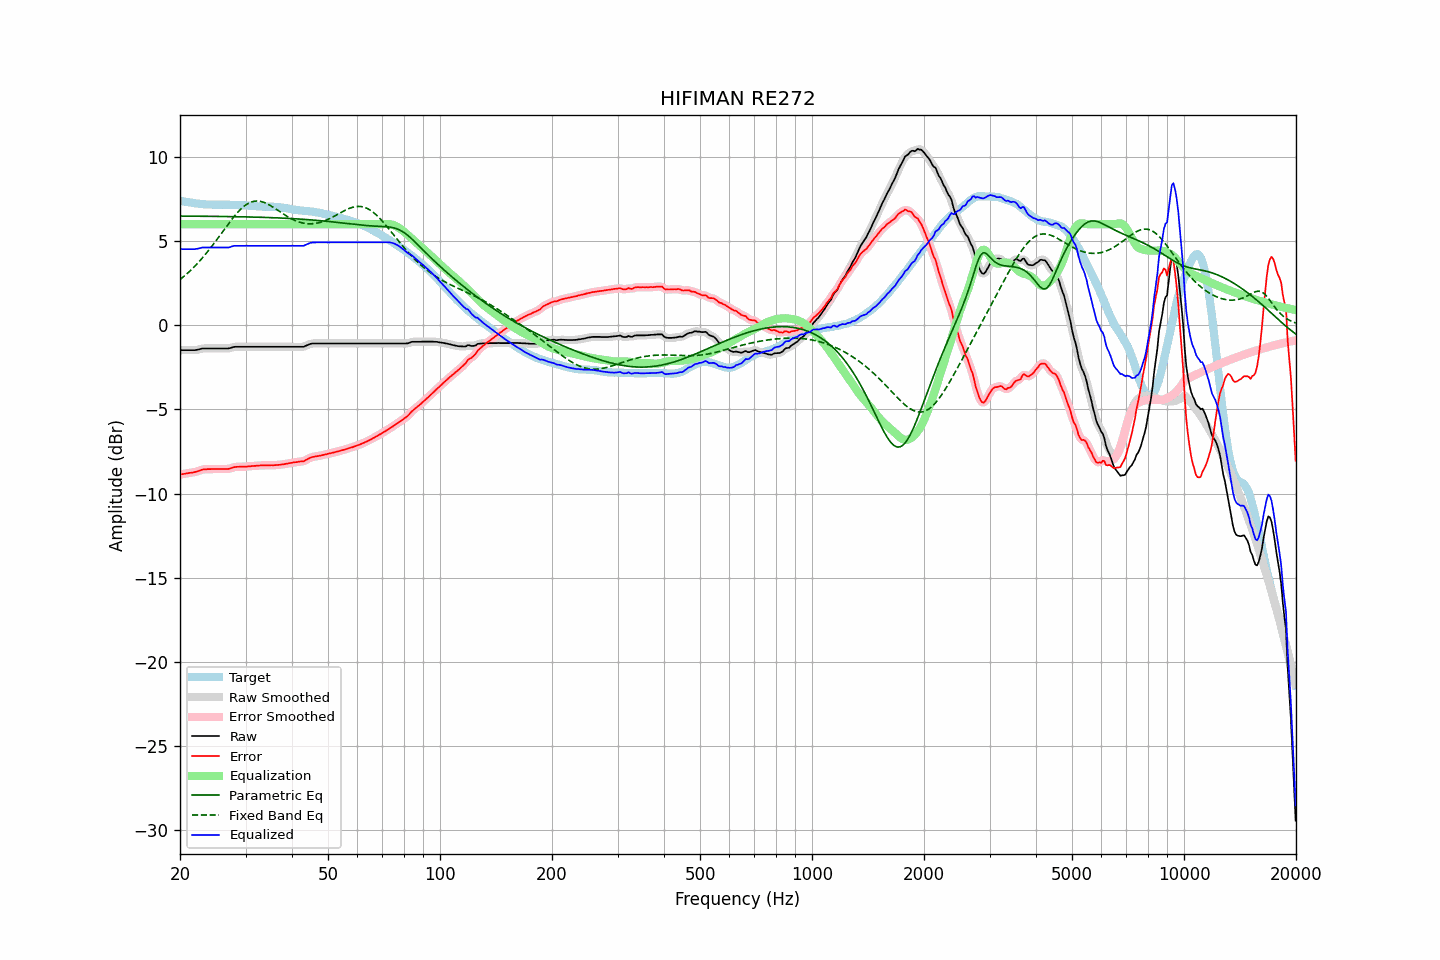 HIFIMAN RE272
Amplitude (dBr)
10
5
0
−5
−10
−15
−20
−25
−30
Target
Raw Smoothed
Error Smoothed
Raw
Error
Equalization
Parametric Eq
Fixed Band Eq
Equalized
20 50 100 200 500 1000 2000 5000 10000 20000
Frequency (Hz)